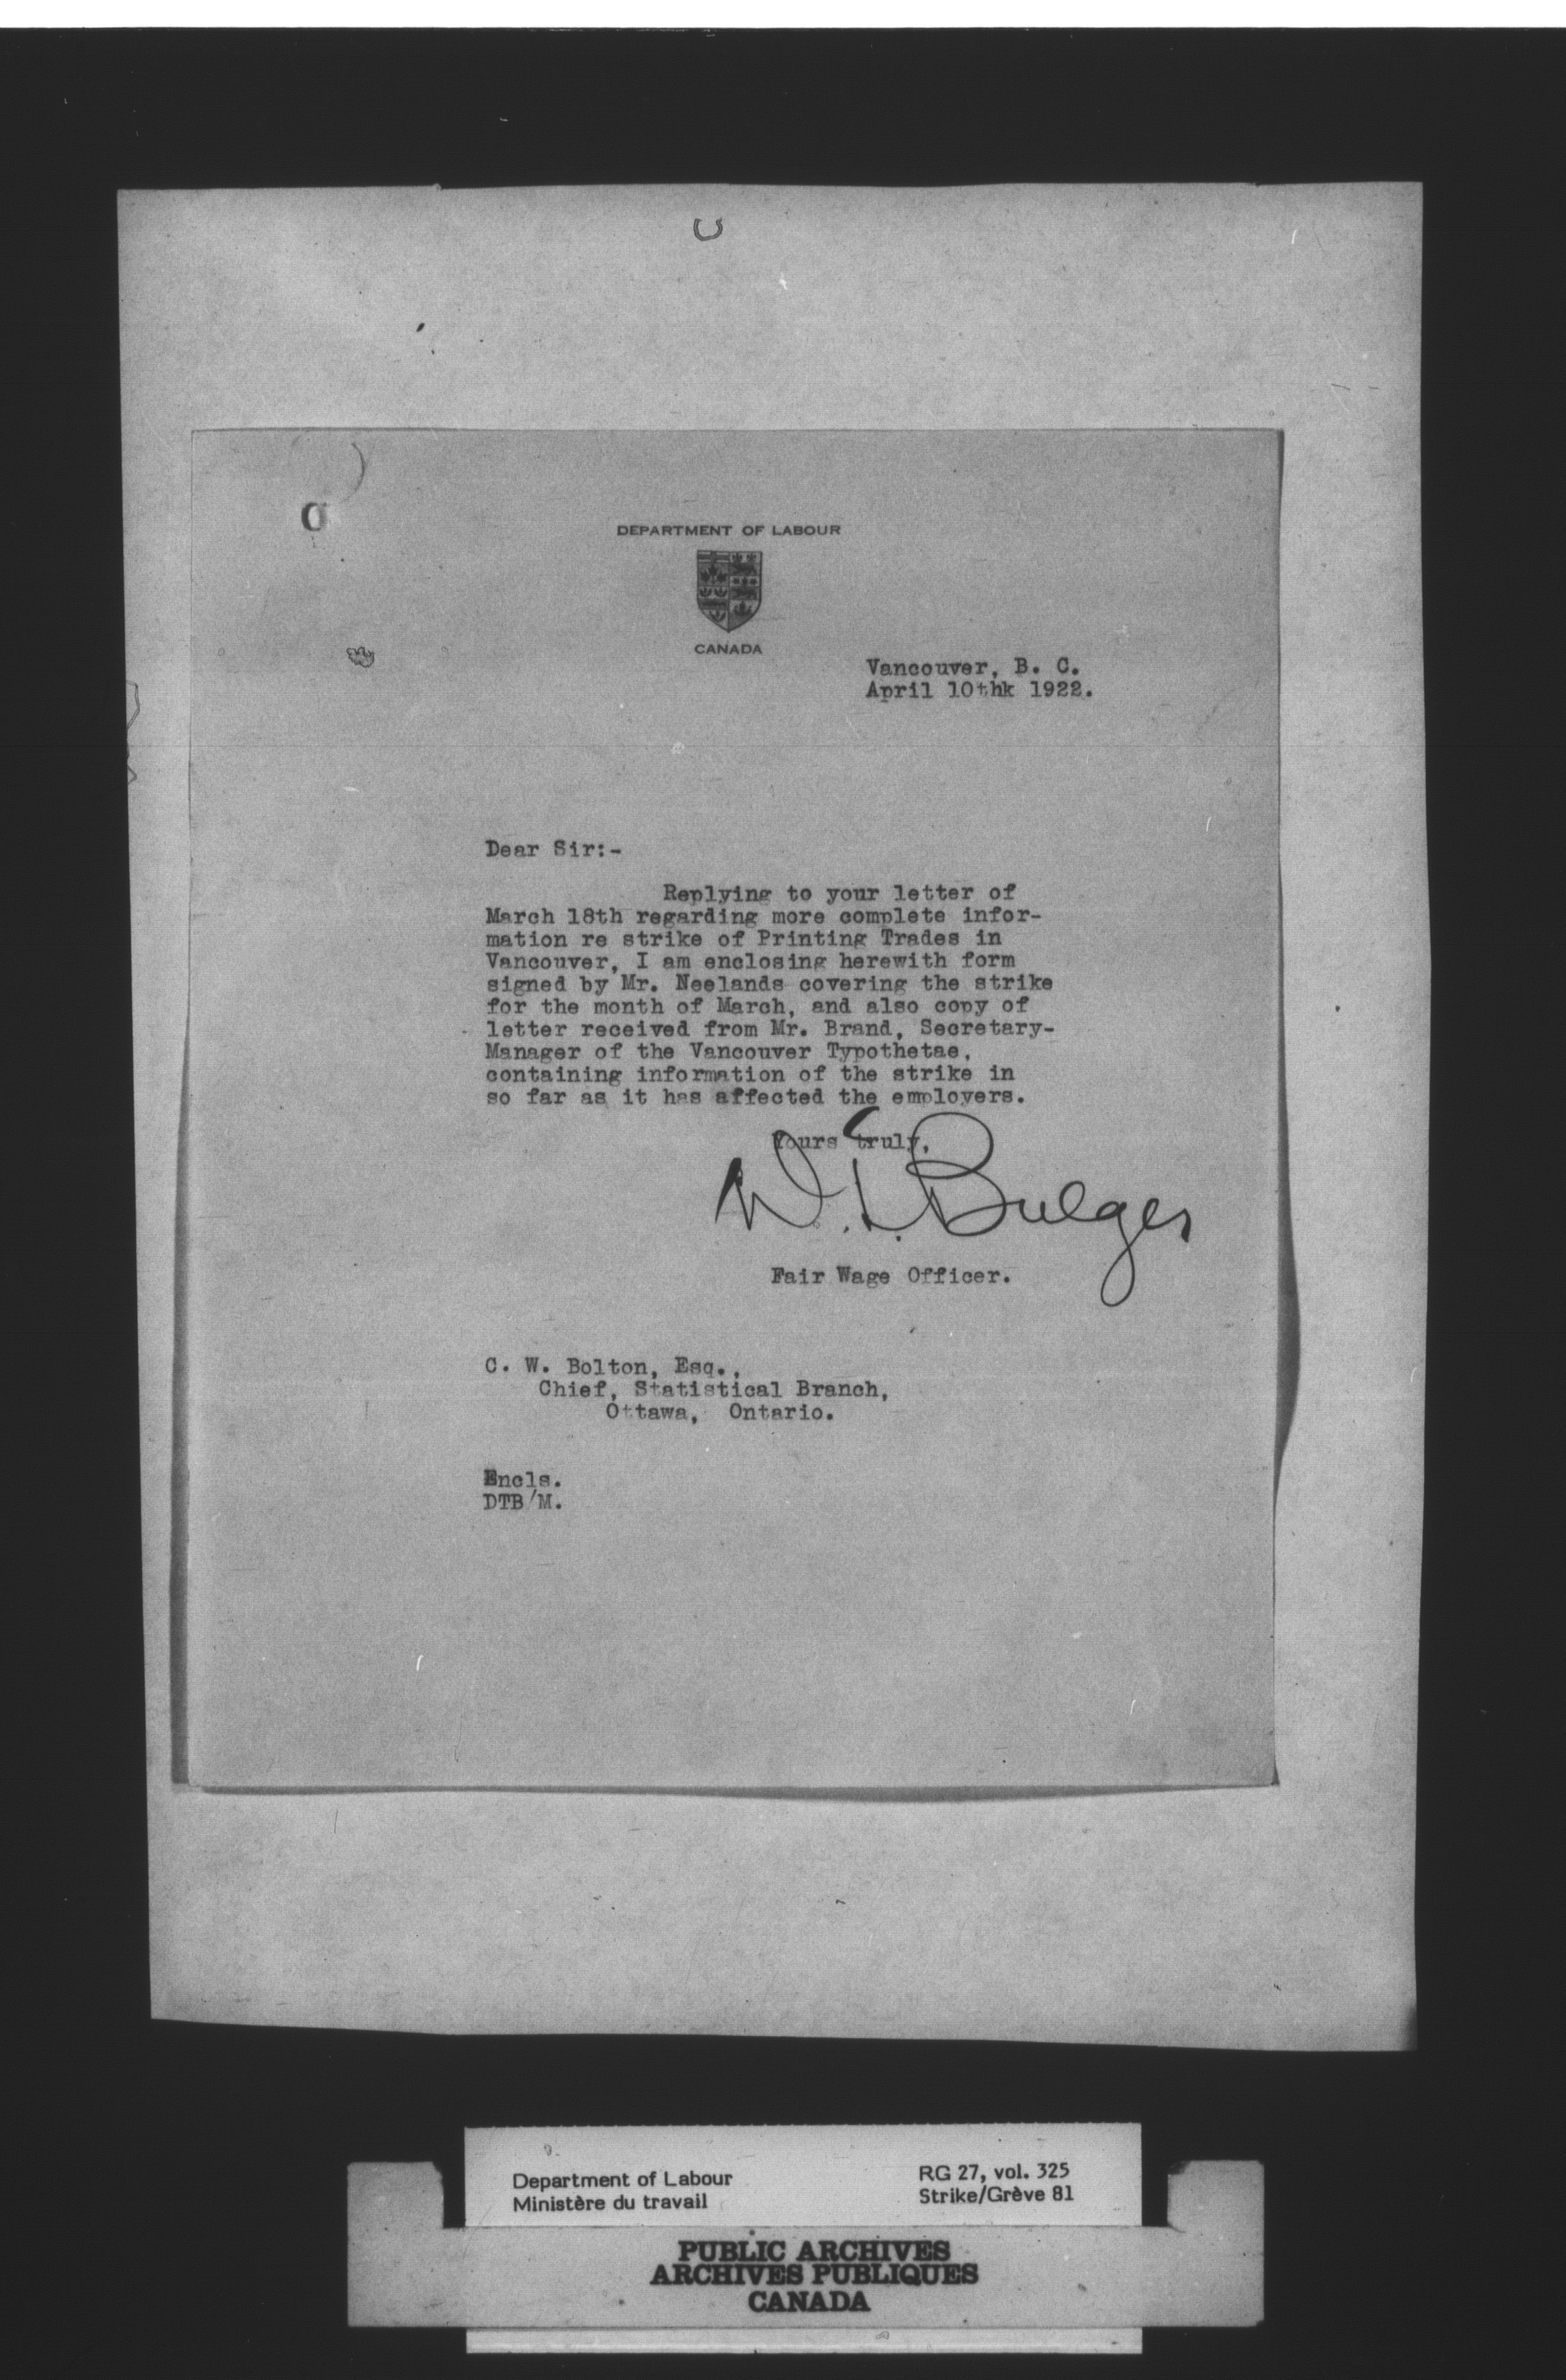 DEPARTMENT OF LABOUR
CANADA
Vancouver, B. C.
April 10thk 1922.
Dear Sir:-
Replying to your letter of
March 18th regarding more complete infor-
mation re strike of Printing Trades in
Vancouver, I am enclosing herewith form
signed by Mr. Neelands covering the strike
for the month of March, and also copy of
letter received from Mr. Brand, Secretary-
Manager of the Vancouver Typothetae,
containing information of the strike in
so far as it has affected the employers.
Yours truly,
D. T. Bulger
Fair Wage Officer.
C. W. Bolton, Esq.,
Chief, Statistical Branch,
Ottawa, Ontario.
Encls.
DTB/M.
Department of Labour
Ministère du travail
RG 27, vol. 325
Strike/Grève 81
PUBLIC ARCHIVES
ARCHIVES PUBLIQUES
CANADA